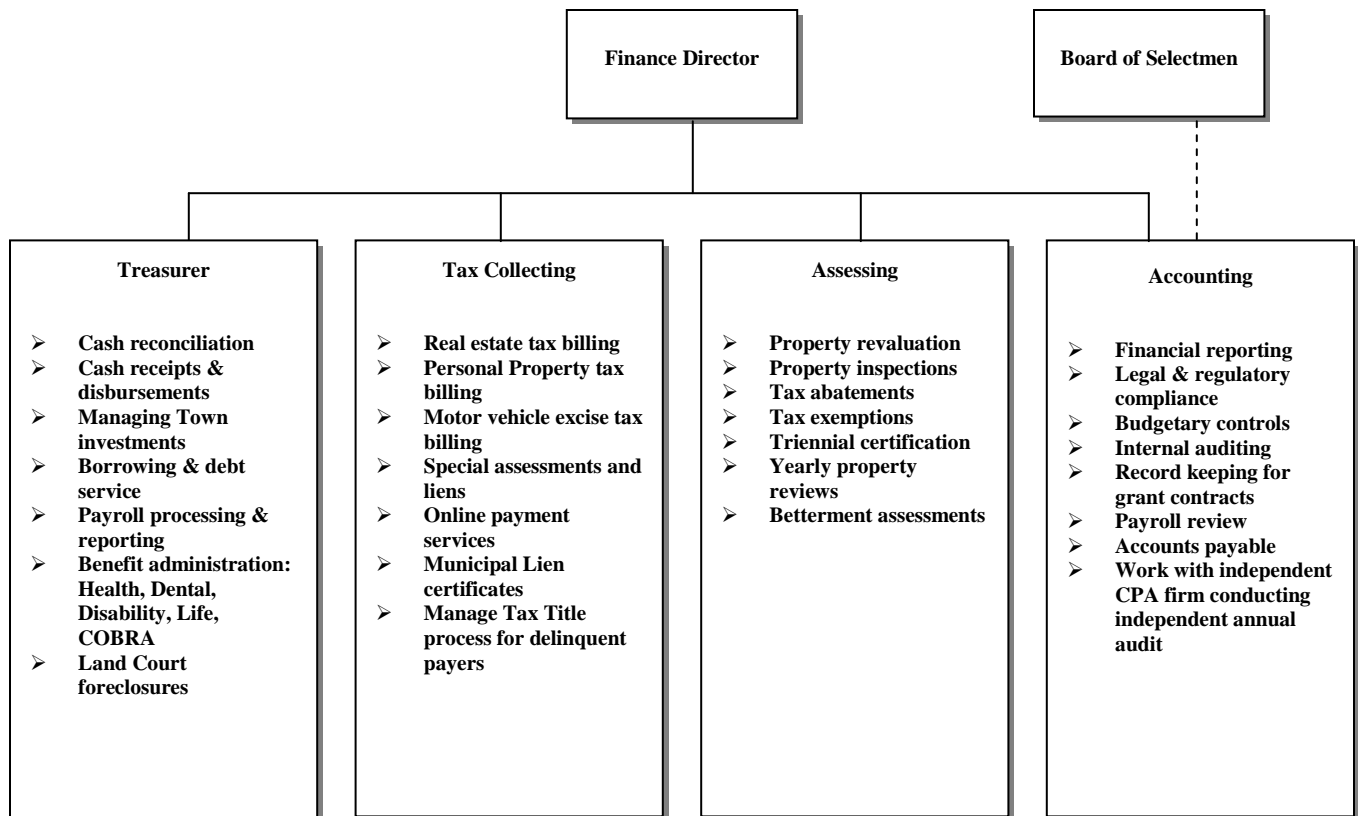 Finance Director
Board of Selectmen
Treasurer
➢ Cash reconciliation
➢ Cash receipts &
disbursements
➢ Managing Town
investments
➢ Borrowing & debt
service
➢ Payroll processing &
reporting
➢ Benefit administration:
Health, Dental,
Disability, Life,
COBRA
➢ Land Court
foreclosures
Tax Collecting
➢ Real estate tax billing
➢ Personal Property tax
billing
➢ Motor vehicle excise tax
billing
➢ Special assessments and
liens
➢ Online payment
services
➢ Municipal Lien
certificates
➢ Manage Tax Title
process for delinquent
payers
Assessing
➢ Property revaluation
➢ Property inspections
➢ Tax abatements
➢ Tax exemptions
➢ Triennial certification
➢ Yearly property
reviews
➢ Betterment assessments
Accounting
➢ Financial reporting
➢ Legal & regulatory
compliance
➢ Budgetary controls
➢ Internal auditing
➢ Record keeping for
grant contracts
➢ Payroll review
➢ Accounts payable
➢ Work with independent
CPA firm conducting
independent annual
audit